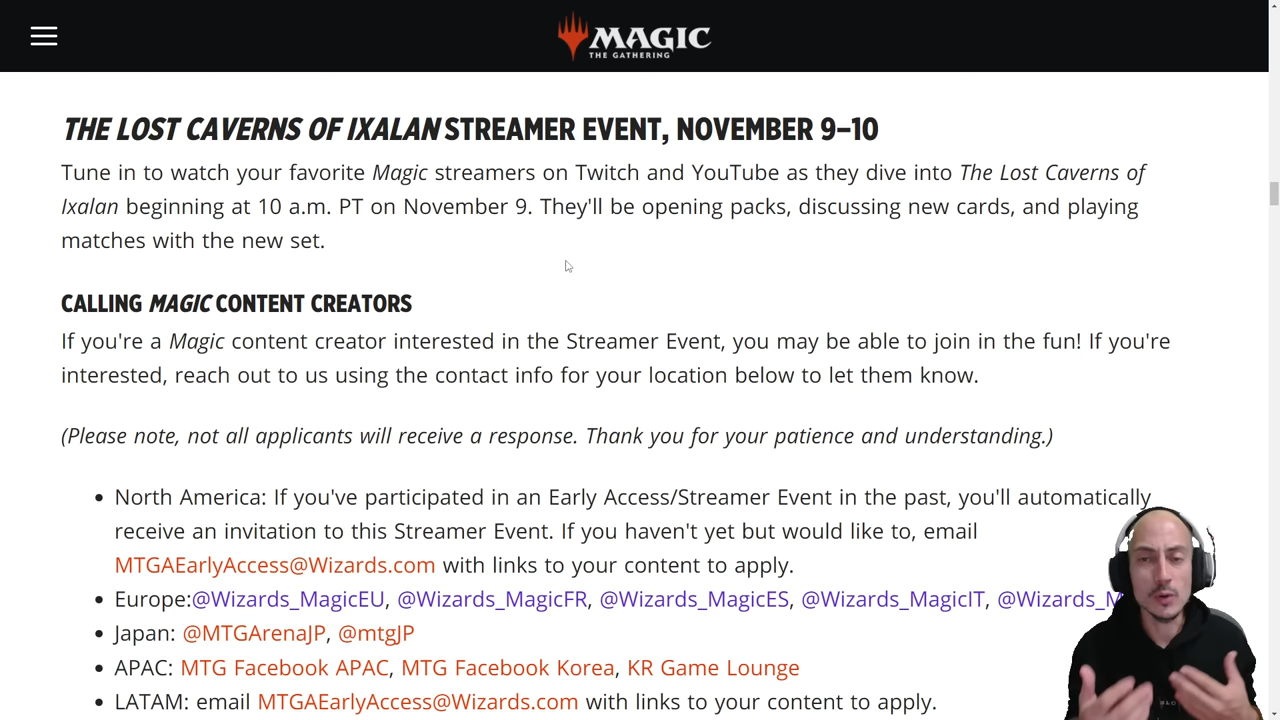 MAGIC
THE GATHERING
THE LOST CAVERNS OF IXALAN STREAMER EVENT, NOVEMBER 9–10
Tune in to watch your favorite Magic streamers on Twitch and YouTube as they dive into The Lost Caverns of
Ixalan beginning at 10 a.m. PT on November 9. They'll be opening packs, discussing new cards, and playing
matches with the new set.
CALLING MAGIC CONTENT CREATORS
If you're a Magic content creator interested in the Streamer Event, you may be able to join in the fun! If you're
interested, reach out to us using the contact info for your location below to let them know.
(Please note, not all applicants will receive a response. Thank you for your patience and understanding.)
• North America: If you've participated in an Early Access/Streamer Event in the past, you'll automatically
receive an invitation to this Streamer Event. If you haven't yet but would like to, email
MTGAEarlyAccess@Wizards.com with links to your content to apply.
• Europe:@Wizards_MagicEU, @Wizards_MagicFR, @Wizards_MagicES, @Wizards_MagicIT, @Wizards_M
• Japan: @MTGArenaJP, @mtgJP
• APAC: MTG Facebook APAC, MTG Facebook Korea, KR Game Lounge
• LATAM: email MTGAEarlyAccess@Wizards.com with links to your content to apply.